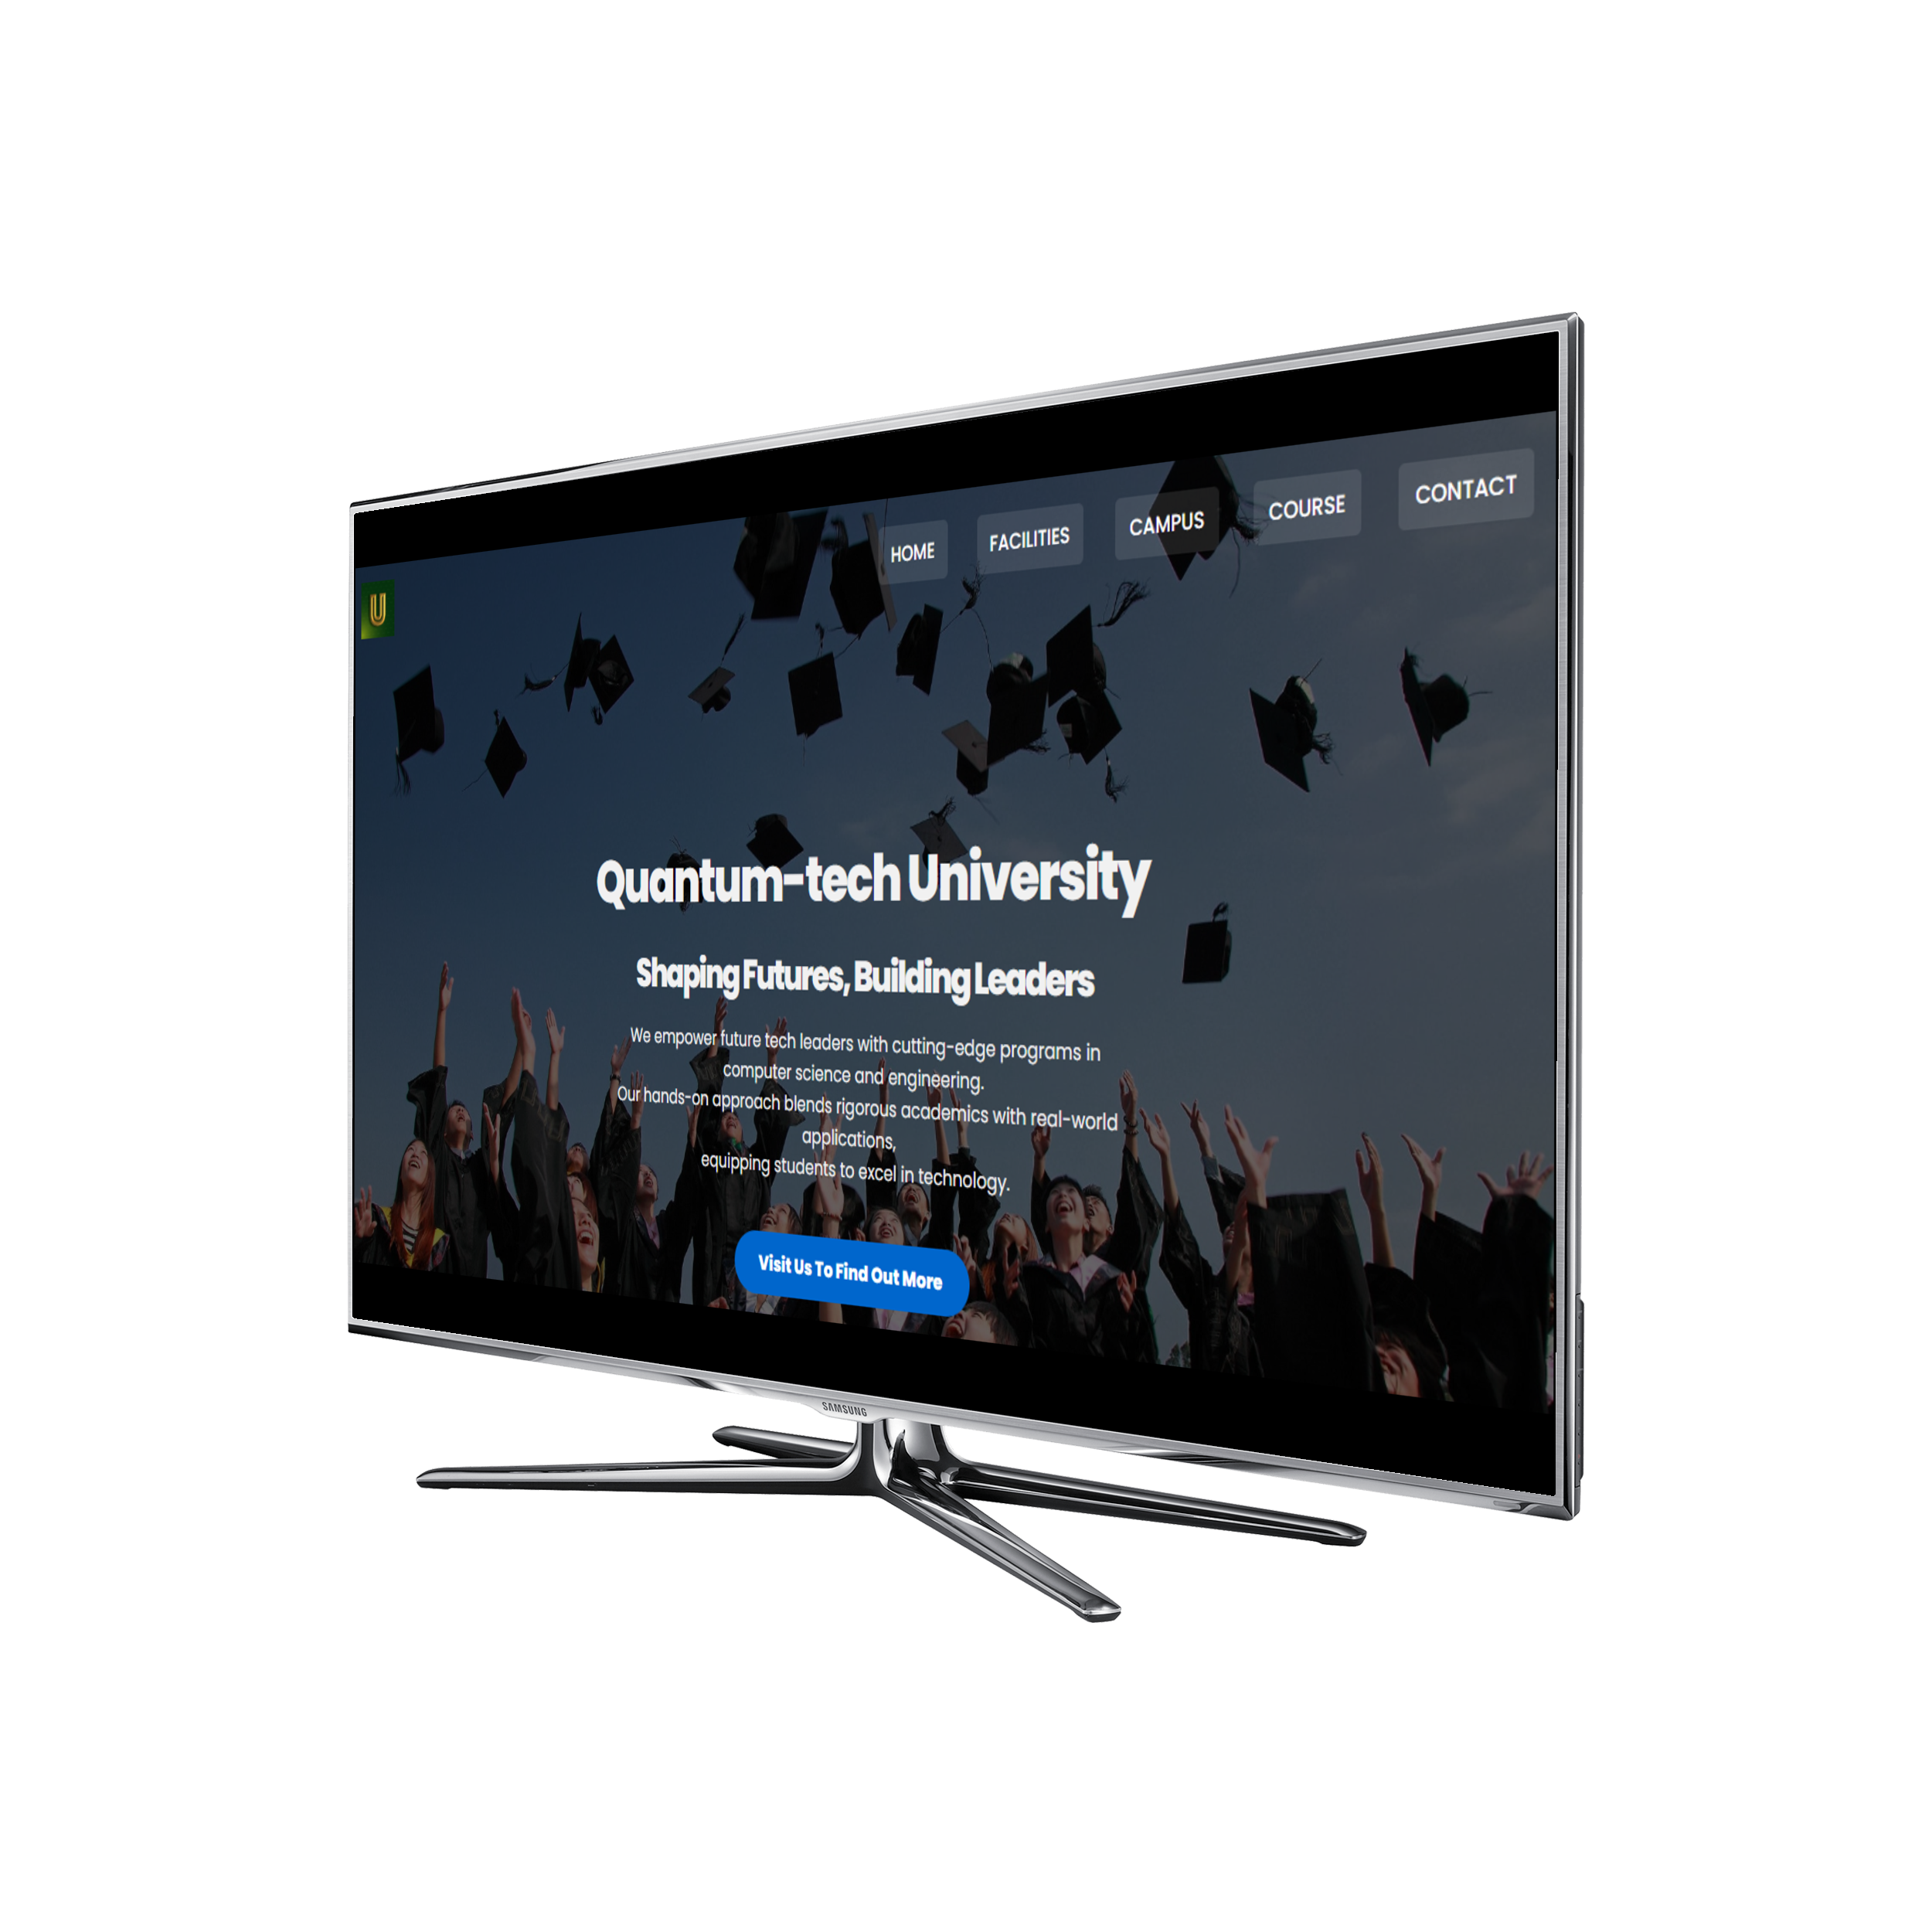 HOME FACILITIES CAMPUS COURSE CONTACT
U
Quantum-tech University
Shaping Futures, Building Leaders
We empower future tech leaders with cutting-edge programs in
computer science and engineering.
Our hands-on approach blends rigorous academics with real-world
applications,
equipping students to excel in technology.
Visit Us To Find Out More
SAMSUNG